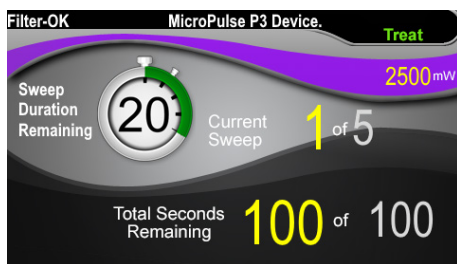 Filter-OK MicroPulse P3 Device.
Treat
2500mW
Sweep
Duration
Remaining
20
Current
Sweep
1 of 5
Total Seconds
Remaining
100 of 100